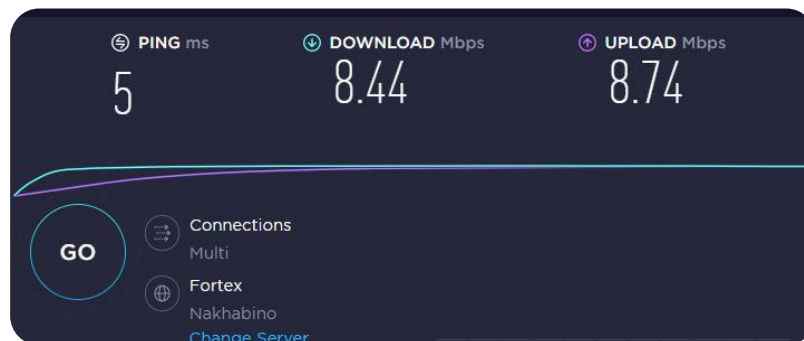 PING ms
DOWNLOAD Mbps
UPLOAD Mbps
5
8.44
8.74
GO
Connections
Multi
Fortex
Nakhabino
Change Server